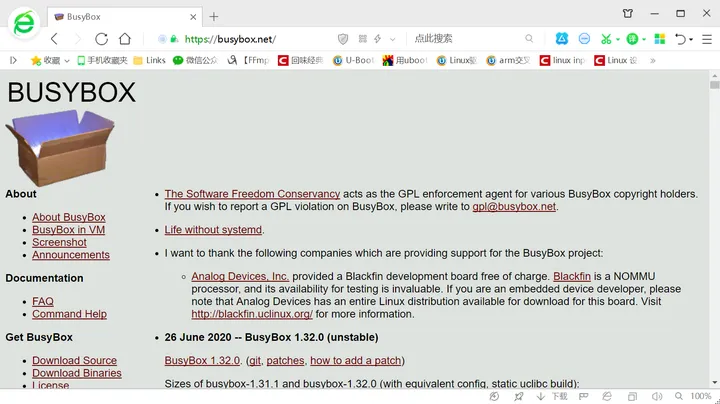 BusyBox
https://busybox.net/
点此搜索
收藏
手机收藏夹
Links
微信公众
【FFmp
回味经典
U-Boot
用uboot
Linux驱
arm交叉
linux inp
Linux 设
BUSYBOX
About
About BusyBox
BusyBox in VM
Screenshot
Announcements
Documentation
FAQ
Command Help
Get BusyBox
Download Source
Download Binaries
License
The Software Freedom Conservancy acts as the GPL enforcement agent for various BusyBox copyright holders.
If you wish to report a GPL violation on BusyBox, please write to gpl@busybox.net.
Life without systemd.
I want to thank the following companies which are providing support for the BusyBox project:
Analog Devices, Inc. provided a Blackfin development board free of charge. Blackfin is a NOMMU
processor, and its availability for testing is invaluable. If you are an embedded device developer, please
note that Analog Devices has an entire Linux distribution available for download for this board. Visit
http://blackfin.uclinux.org/ for more information.
26 June 2020 -- BusyBox 1.32.0 (unstable)
BusyBox 1.32.0. (git, patches, how to add a patch)
Sizes of busybox-1.31.1 and busybox-1.32.0 (with equivalent config, static uclibc build):
下载
100%